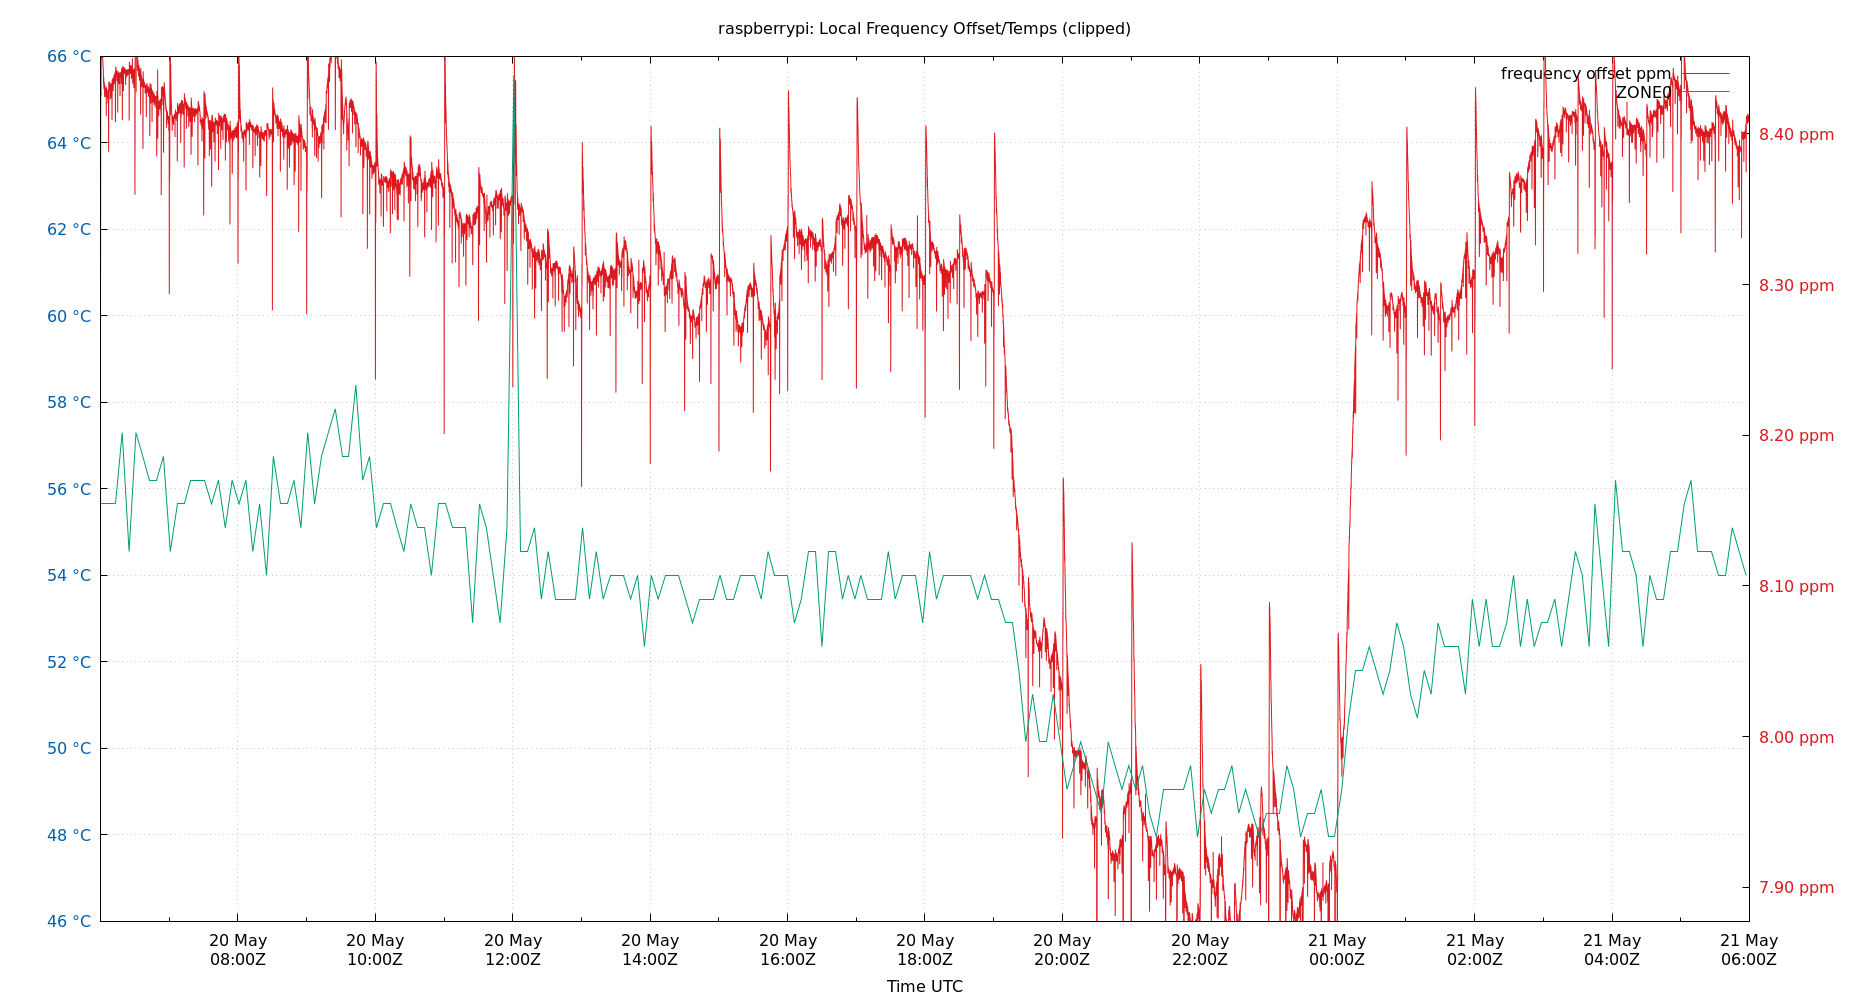 raspberrypi: Local Frequency Offset/Temps (clipped)
66 °C
64 °C
62 °C
60 °C
58 °C
56 °C
54 °C
52 °C
50 °C
48 °C
46 °C
frequency offset ppm
ZONE0
8.40 ppm
8.30 ppm
8.20 ppm
8.10 ppm
8.00 ppm
7.90 ppm
20 May
08:00Z
20 May
10:00Z
20 May
12:00Z
20 May
14:00Z
20 May
16:00Z
20 May
18:00Z
20 May
20:00Z
20 May
22:00Z
21 May
00:00Z
21 May
02:00Z
21 May
04:00Z
21 May
06:00Z
Time UTC